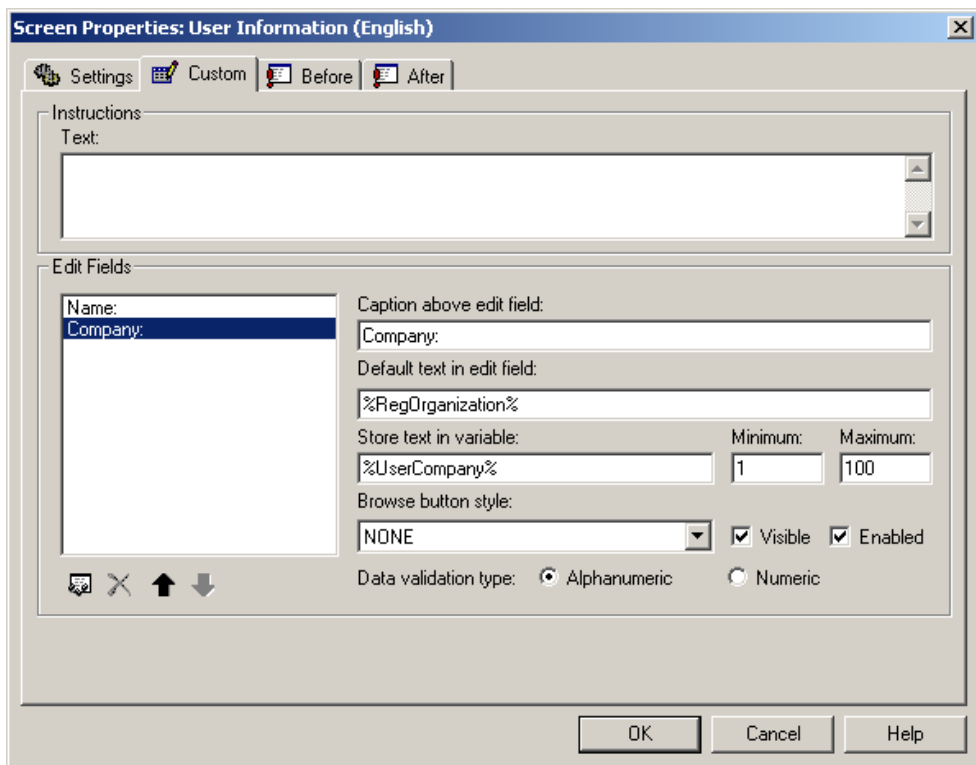 Screen Properties: User Information (English)
Settings Custom Before After
Instructions
Text:
Edit Fields
Name:
Company:
Caption above edit field:
Company:
Default text in edit field:
%RegOrganization%
Store text in variable: Minimum: Maximum:
%UserCompany% 1 100
Browse button style:
NONE Visible Enabled
Data validation type: Alphanumeric Numeric
OK Cancel Help